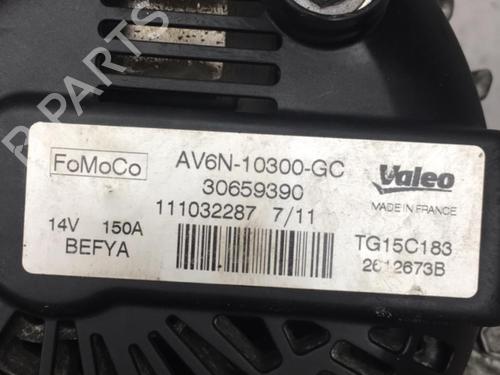 B PARTS
FoMoCo
AV6N-10300-GC
30659390
111032287 7/11
Valeo
MADE IN FRANCE
14V 150A
BEFYA
TG15C183
2612673B